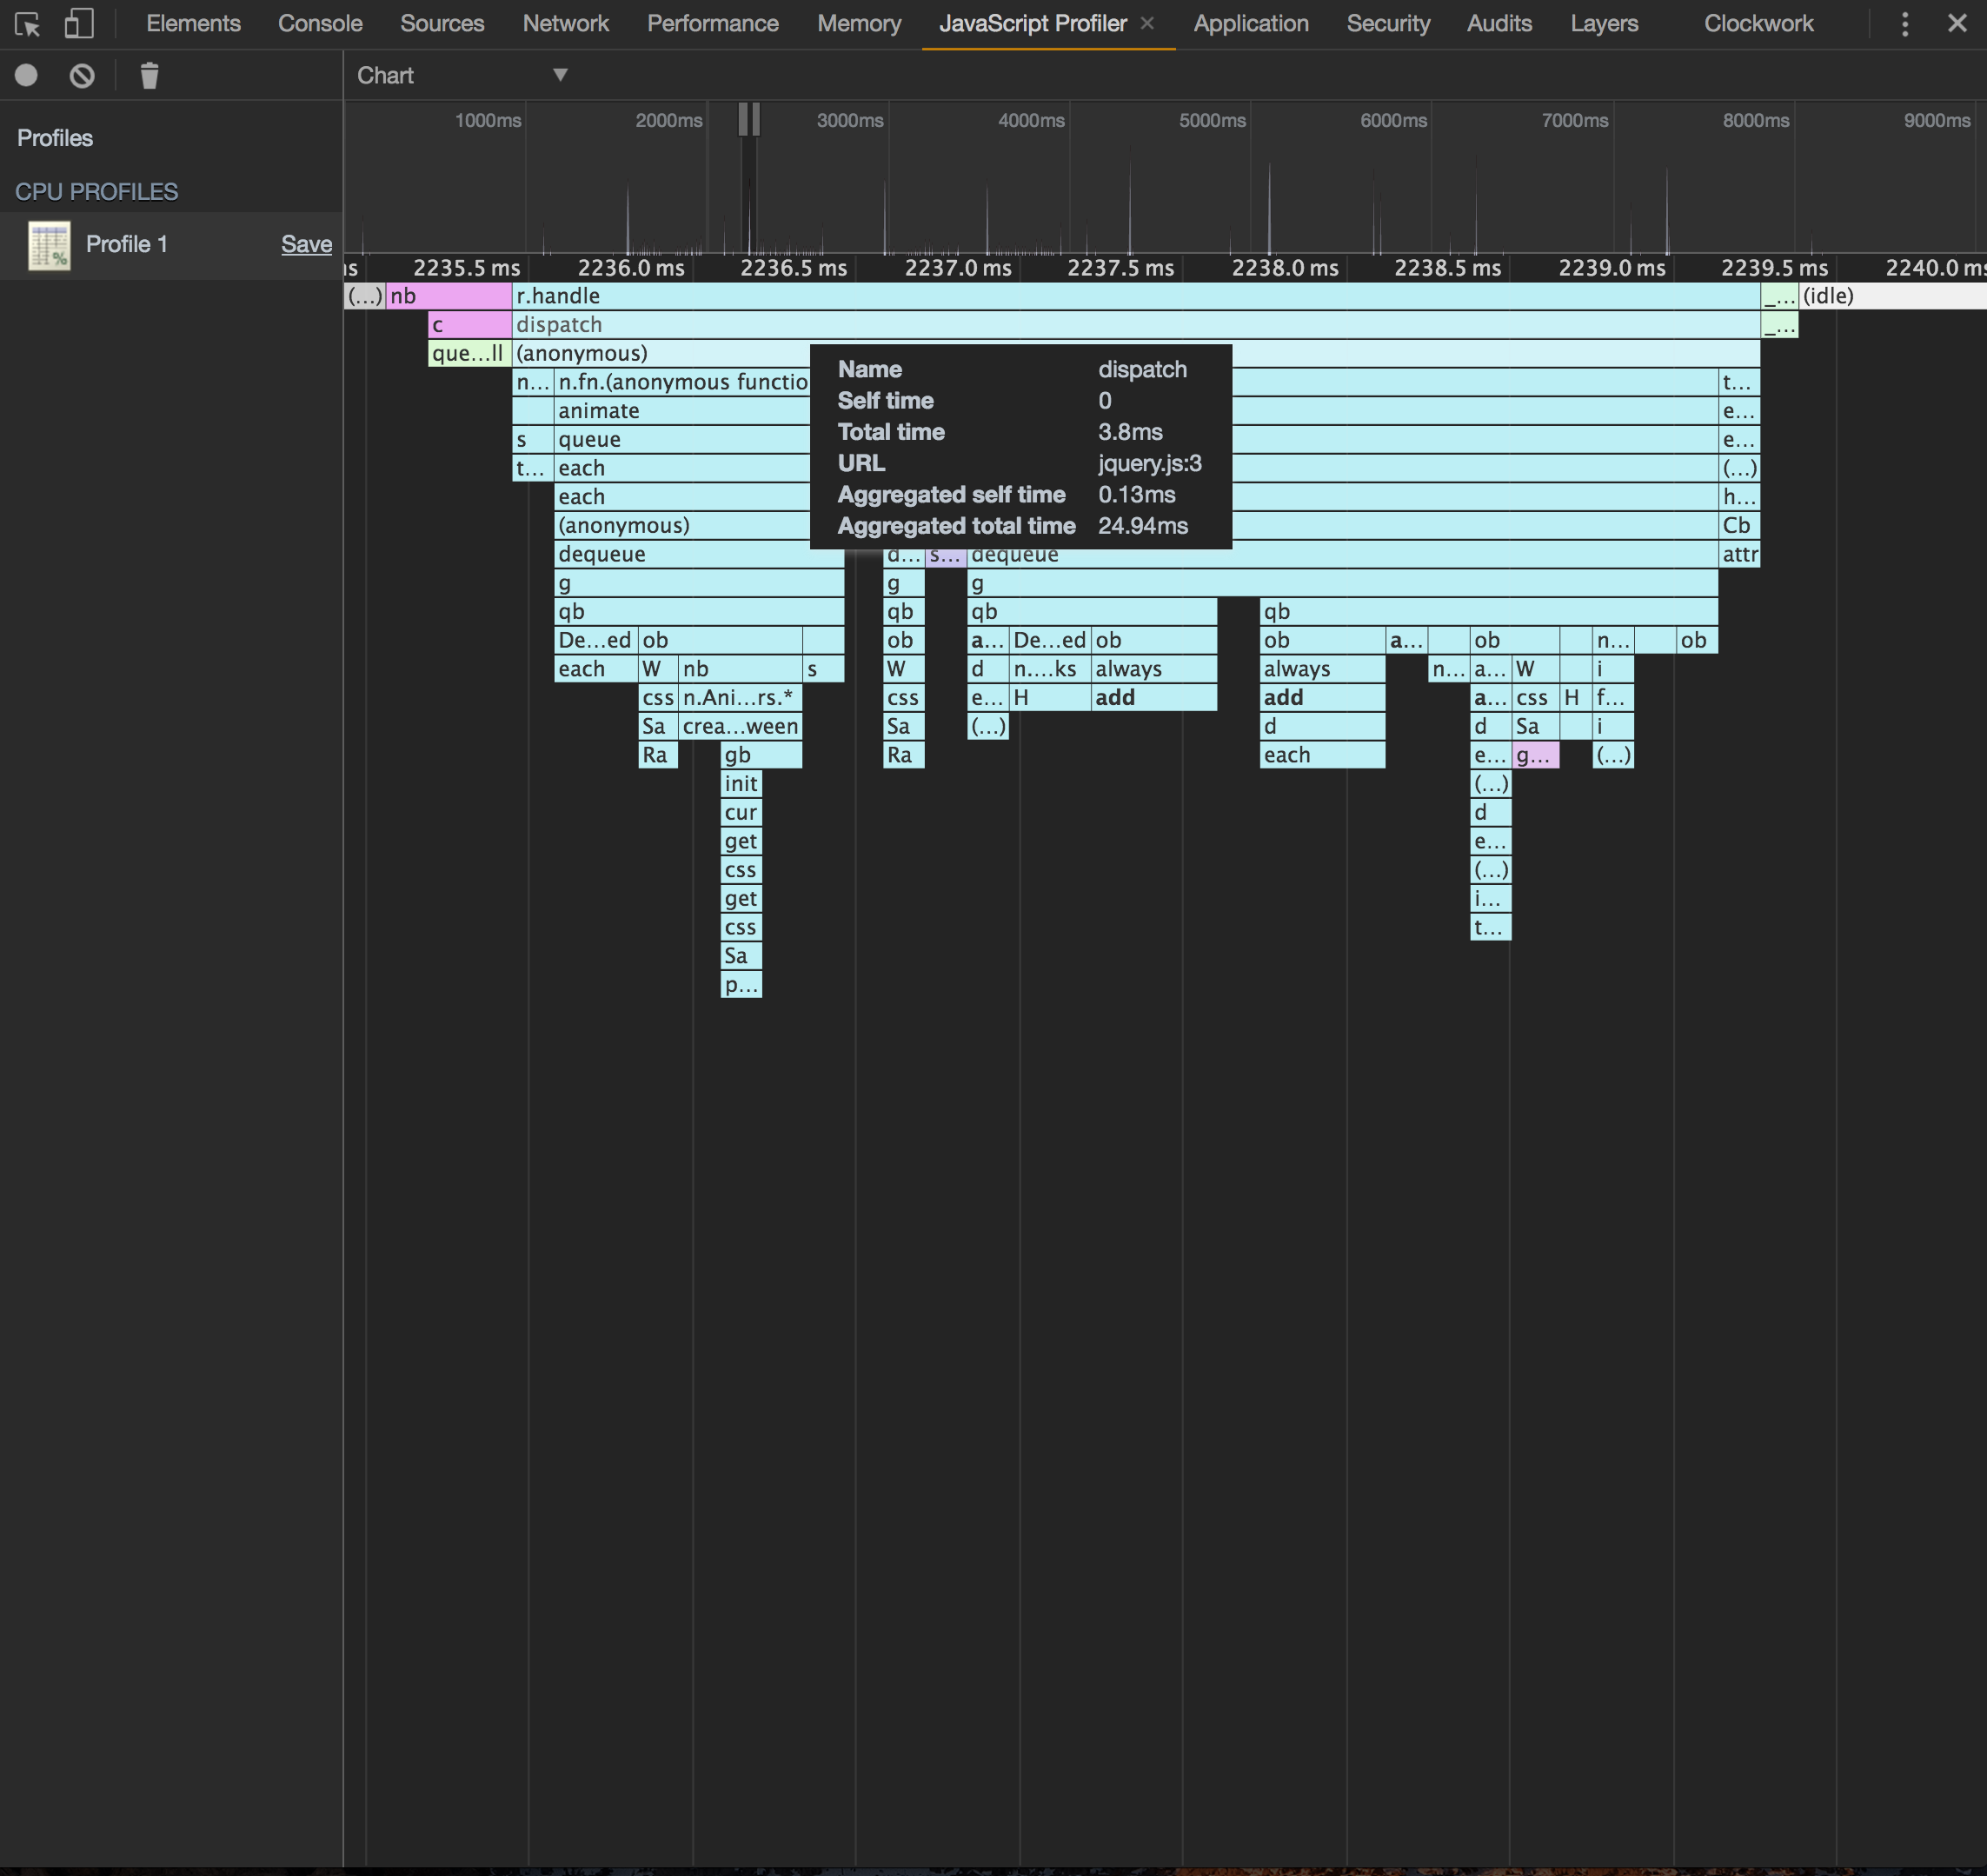 Elements Console Sources Network Performance Memory JavaScript Profiler × Application Security Audits Layers Clockwork
Chart
Profiles
CPU PROFILES
Profile 1 Save
1000ms 2000ms 3000ms 4000ms 5000ms 6000ms 7000ms 8000ms 9000ms
2235.5 ms 2236.0 ms 2236.5 ms 2237.0 ms 2237.5 ms 2238.0 ms 2238.5 ms 2239.0 ms 2239.5 ms 2240.0 ms
(...) nb r.handle _... (idle)
c dispatch _...
que...ll (anonymous)
n... n.fn.(anonymous functio t...
animate e...
s queue e...
t... each (...)
each h...
(anonymous) Cb
dequeue d... s... dequeue attr
Name dispatch
Self time 0
Total time 3.8ms
URL jquery.js:3
Aggregated self time 0.13ms
Aggregated total time 24.94ms
g g g
qb qb qb qb
De...ed ob ob a... De...ed ob ob a... ob n... ob
each W nb s W d n....ks always always n... a... W i
css n.Ani...rs.* css e... H add add a... css H f...
Sa crea...ween Sa (...) d d Sa i
Ra gb Ra each e... g... (...)
init (...)
cur d
get e...
css (...)
get i...
css t...
Sa
p...